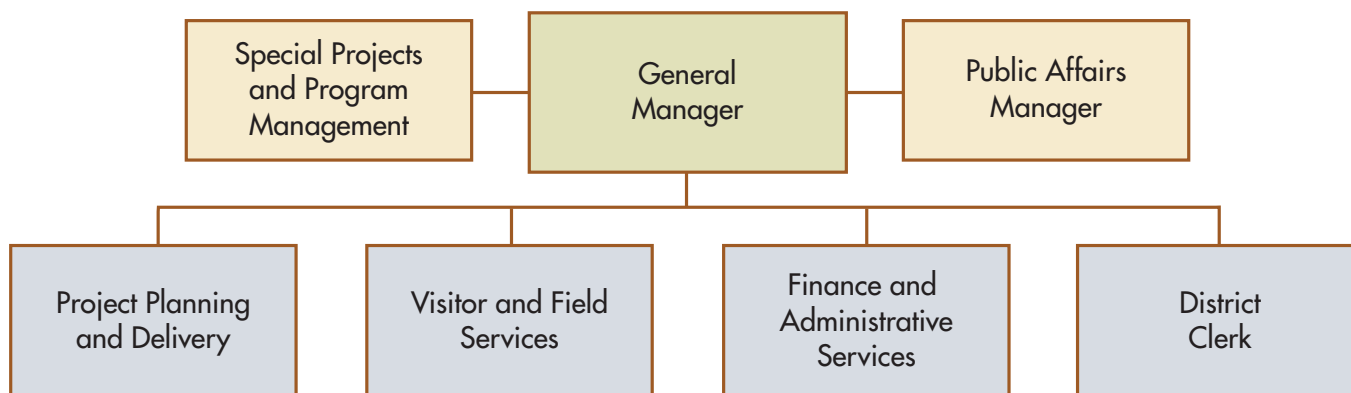 Special Projects
and Program
Management
General
Manager
Public Affairs
Manager
Project Planning
and Delivery
Visitor and Field
Services
Finance and
Administrative
Services
District
Clerk